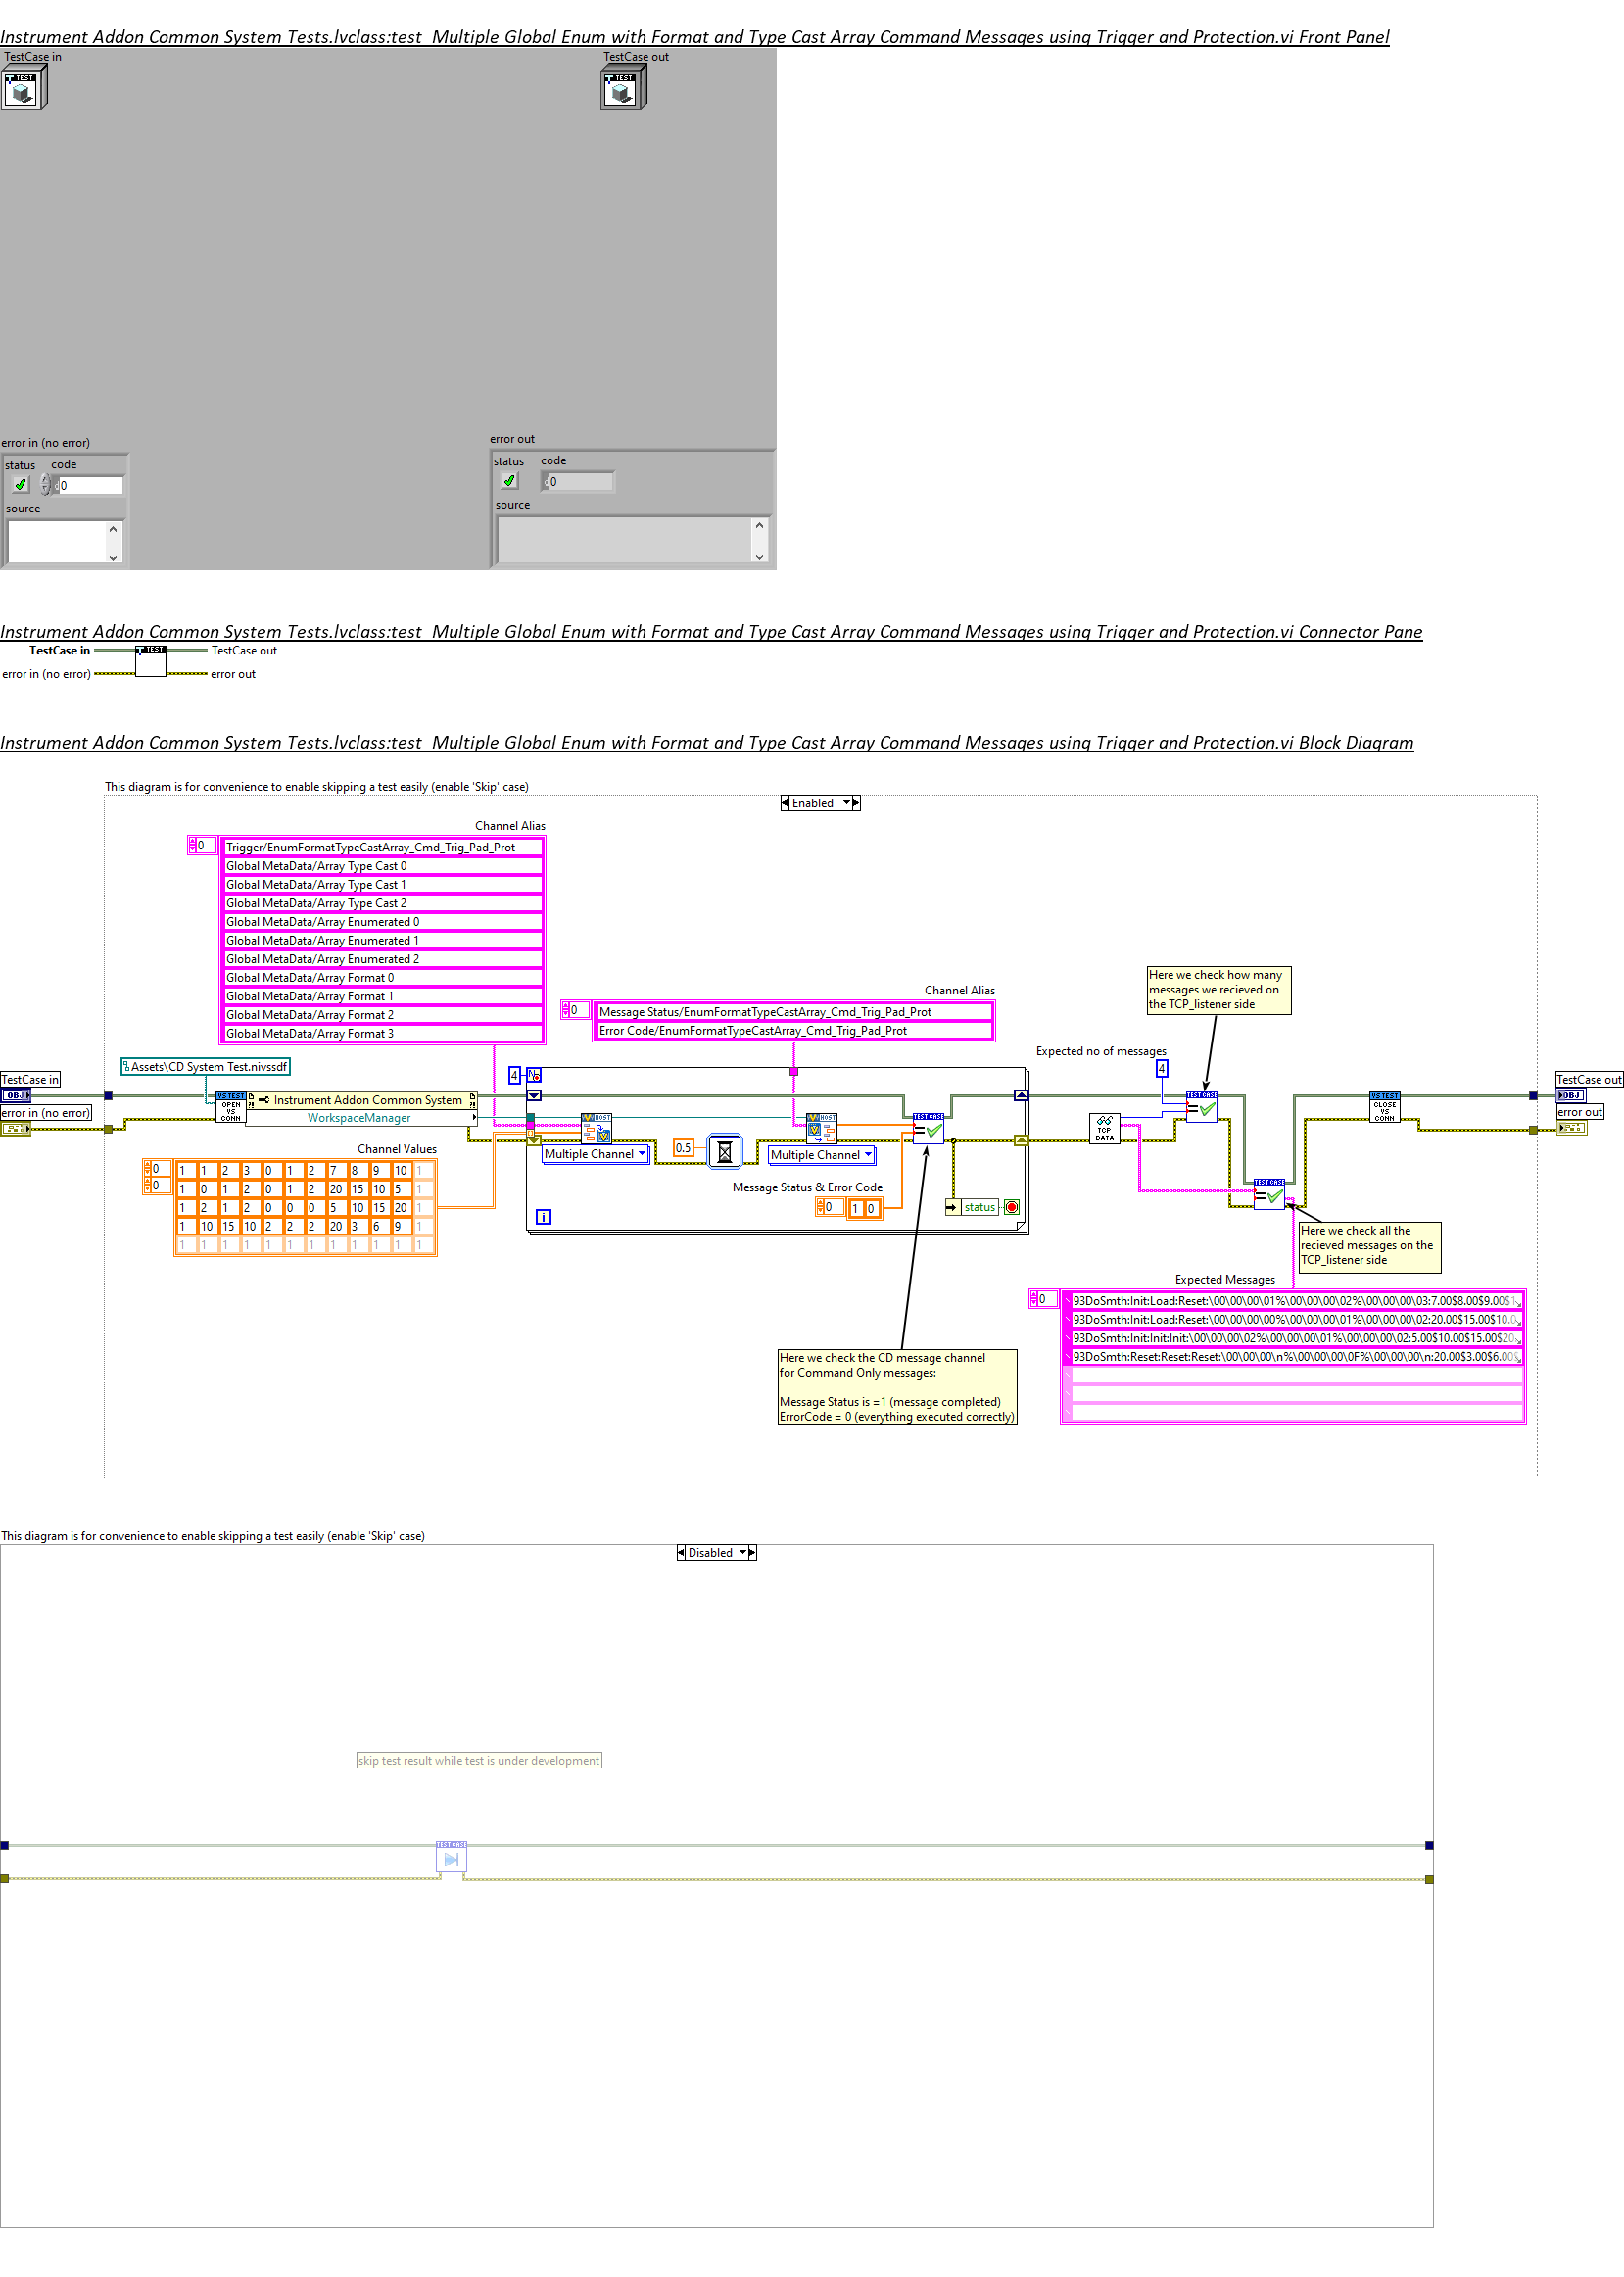 Instrument Addon Common System Tests.lvclass:test  Multiple Global Enum with Format and Type Cast Array Command Messages using Trigger and Protection.vi Front Panel
TestCase in
TestCase out
TEST
TEST
error in (no error)
status
code
0
source
error out
status
code
0
source
Instrument Addon Common System Tests.lvclass:test  Multiple Global Enum with Format and Type Cast Array Command Messages using Trigger and Protection.vi Connector Pane
TestCase in
TEST
TestCase out
error in (no error)
error out
Instrument Addon Common System Tests.lvclass:test  Multiple Global Enum with Format and Type Cast Array Command Messages using Trigger and Protection.vi Block Diagram
This diagram is for convenience to enable skipping a test easily (enable 'Skip' case)
Enabled
Channel Alias
0
Trigger/EnumFormatTypeCastArray_Cmd_Trig_Pad_Prot
Global MetaData/Array Type Cast 0
Global MetaData/Array Type Cast 1
Global MetaData/Array Type Cast 2
Global MetaData/Array Enumerated 0
Global MetaData/Array Enumerated 1
Global MetaData/Array Enumerated 2
Global MetaData/Array Format 0
Global MetaData/Array Format 1
Global MetaData/Array Format 2
Global MetaData/Array Format 3
Channel Alias
0
Message Status/EnumFormatTypeCastArray_Cmd_Trig_Pad_Prot
Error Code/EnumFormatTypeCastArray_Cmd_Trig_Pad_Prot
Here we check how many
messages we recieved on
the TCP_listener side
Expected no of messages
4
Assets\CD System Test.nivssdf
TestCase in
OBJ
error in (no error)
VS TEST
OPEN
VS
CONN
Instrument Addon Common System
WorkspaceManager
4
N
HOST
Multiple Channel
0.5
HOST
Multiple Channel
TESTCASE
Message Status & Error Code
0
1 0
status
i
TCP
DATA
TESTCASE
TESTCASE
VS TEST
CLOSE
VS
CONN
TestCase out
OBJ
error out
Channel Values
0
0
1 1 2 3 0 1 2 7 8 9 10 1
1 0 1 2 0 1 2 20 15 10 5 1
1 2 1 2 0 0 0 5 10 15 20 1
1 10 15 10 2 2 2 20 3 6 9 1
1 1 1 1 1 1 1 1 1 1 1 1
Here we check all the
recieved messages on the
TCP_listener side
Expected Messages
0
93DoSmth:Init:Load:Reset:\00\00\00\01%\00\00\00\02%\00\00\00\03:7.00$8.00$9.00$1
93DoSmth:Init:Load:Reset:\00\00\00\00%\00\00\00\01%\00\00\00\02:20.00$15.00$10.0
93DoSmth:Init:Init:Init:\00\00\00\02%\00\00\00\01%\00\00\00\02:5.00$10.00$15.00$20
93DoSmth:Reset:Reset:Reset:\00\00\00\n%\00\00\00\0F%\00\00\00\n:20.00$3.00$6.00$
Here we check the CD message channel
for Command Only messages:
Message Status is =1 (message completed)
ErrorCode = 0 (everything executed correctly)
This diagram is for convenience to enable skipping a test easily (enable 'Skip' case)
Disabled
skip test result while test is under development
TESTCASE